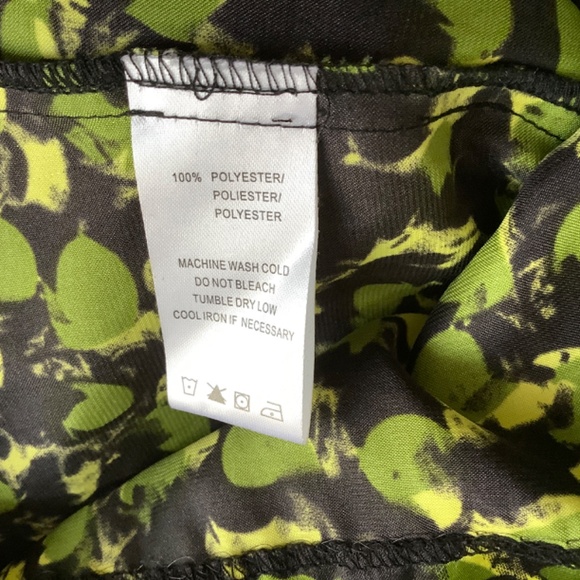 100% POLYESTER/
POLIESTER/
POLYESTER
MACHINE WASH COLD
DO NOT BLEACH
TUMBLE DRY LOW
COOL IRON IF NECESSARY